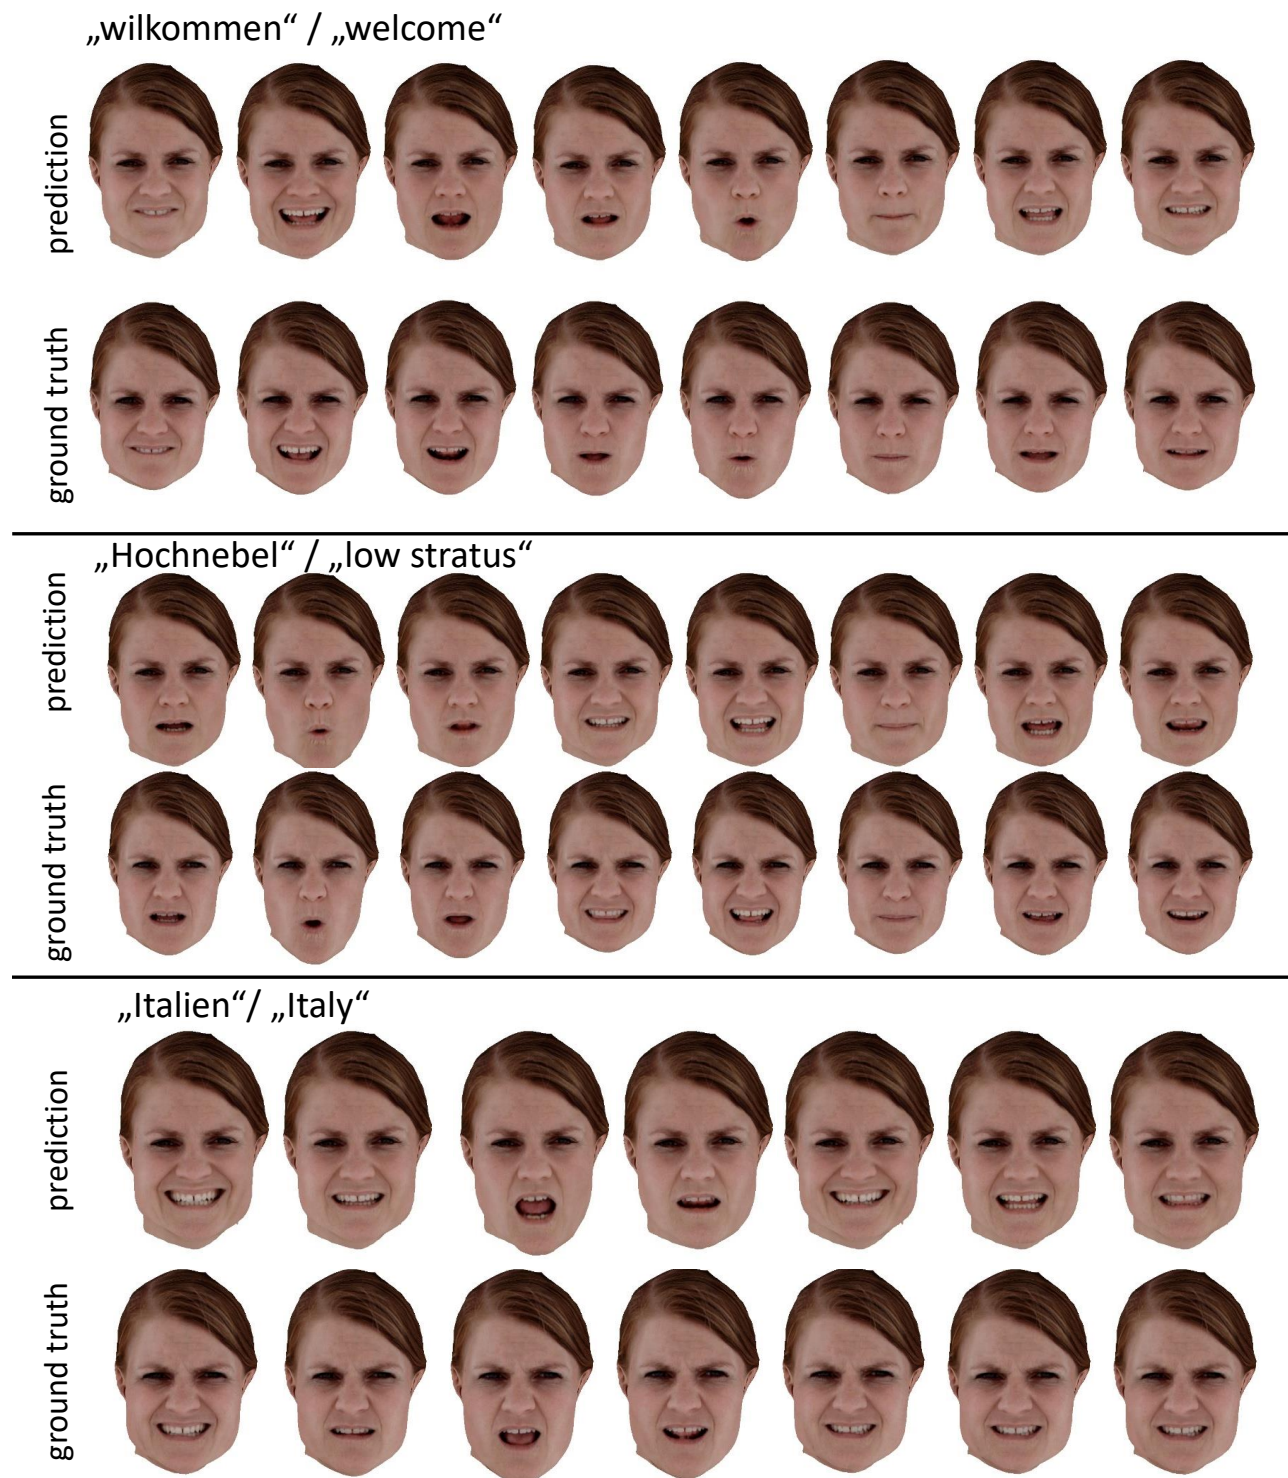 „wilkommen“ / „welcome“
prediction
ground truth
„Hochnebel“ / „low stratus“
prediction
ground truth
„Italien“/ „Italy“
prediction
ground truth